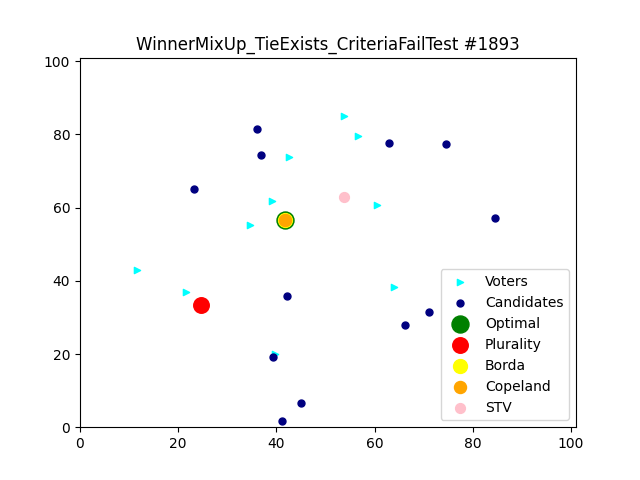 WinnerMixUp_TieExists_CriteriaFailTest #1893
100
80
60
40
20
0
0
20
40
60
80
100
Voters
Candidates
Optimal
Plurality
Borda
Copeland
STV